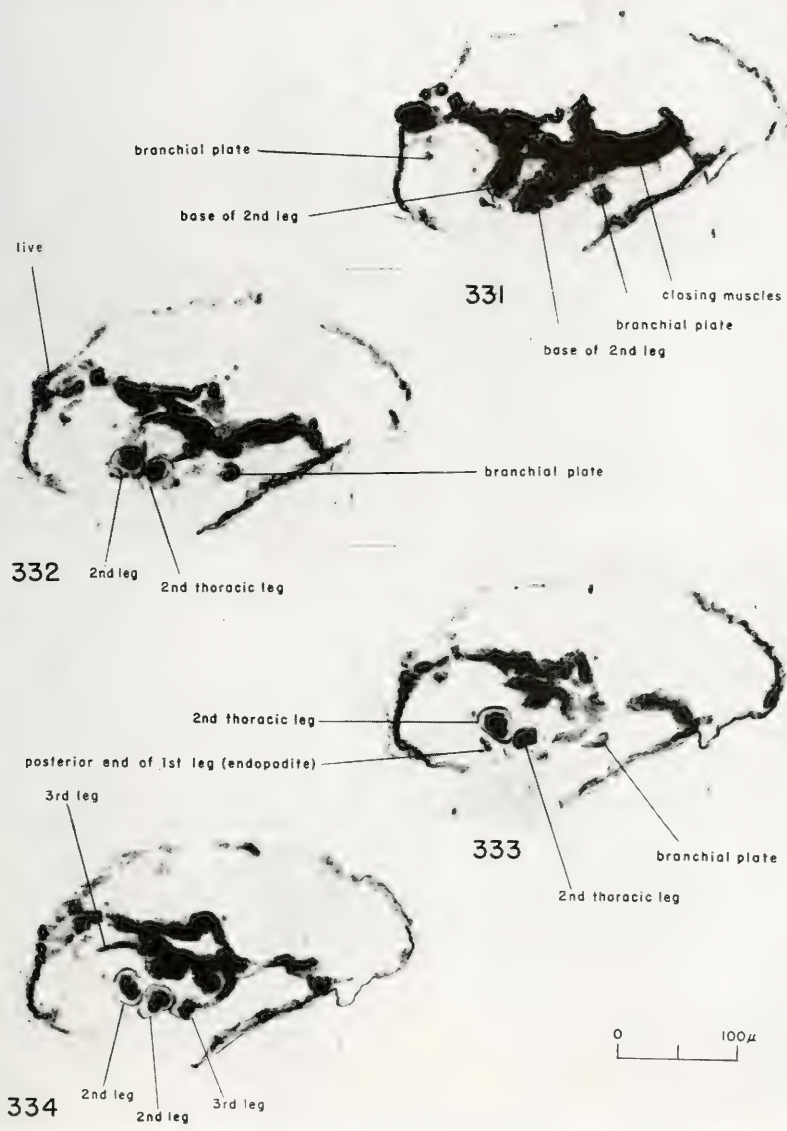 branchial plate
base of 2nd leg
331
closing muscles
branchial plate
base of 2nd leg
live
branchial plate
332
2nd leg
2nd thoracic leg
2nd thoracic leg
posterior end of 1st leg (endopodite)
333
branchial plate
2nd thoracic leg
3rd leg
334
2nd leg
2nd leg
3rd leg
0 100μ